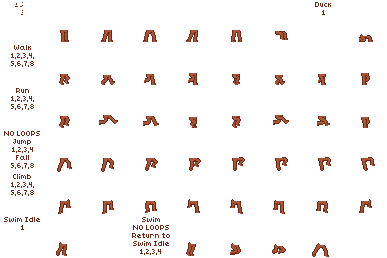 Duck
1
Walk
1,2,3,4,
5,6,7,8
Run
1,2,3,4,
5,6,7,8
NO LOOPS
Jump
1,2,3,4
Fall
5,6,7,8
Climb
1,2,3,4,
5,6,7,8
Swim Idle
1
Swim
NO LOOPS
Return to
Swim Idle
1,2,3,4